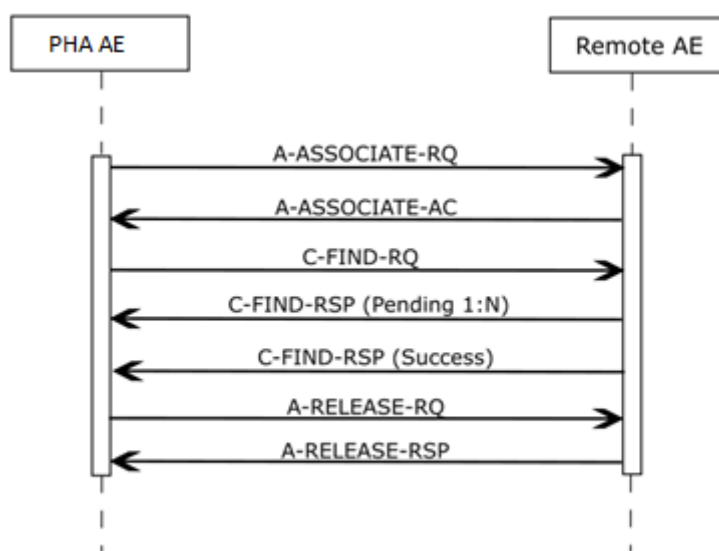 PHA AE
Remote AE
A-ASSOCIATE-RQ
A-ASSOCIATE-AC
C-FIND-RQ
C-FIND-RSP (Pending 1:N)
C-FIND-RSP (Success)
A-RELEASE-RQ
A-RELEASE-RSP